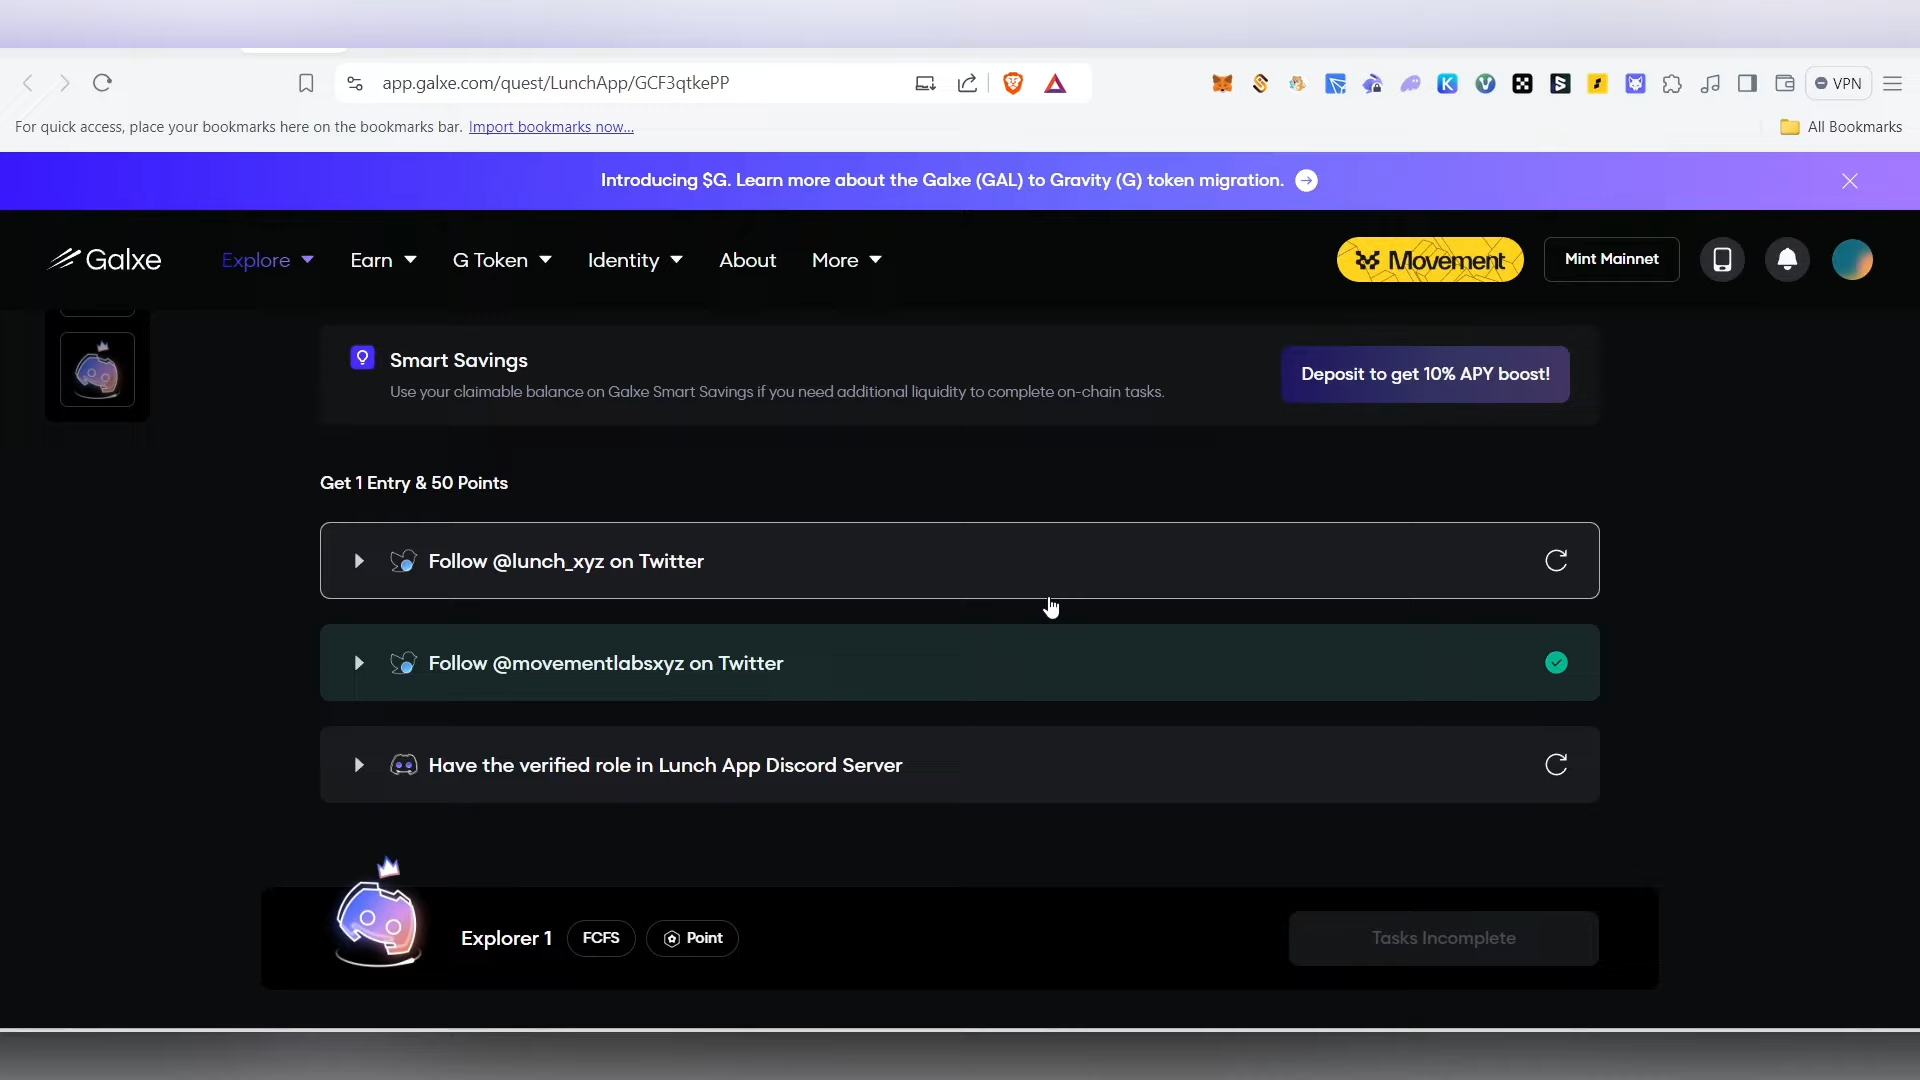 app.galxe.com/quest/LunchApp/GCF3qtkePP
VPN
For quick access, place your bookmarks here on the bookmarks bar. Import bookmarks now...
All Bookmarks
Introducing $G. Learn more about the Galxe (GAL) to Gravity (G) token migration.
Galxe
Explore
Earn
G Token
Identity
About
More
Movement
Mint Mainnet
Smart Savings
Use your claimable balance on Galxe Smart Savings if you need additional liquidity to complete on-chain tasks.
Deposit to get 10% APY boost!
Get 1 Entry & 50 Points
Follow @lunch_xyz on Twitter
Follow @movementlabsxyz on Twitter
Have the verified role in Lunch App Discord Server
Explorer 1
FCFS
Point
Tasks Incomplete